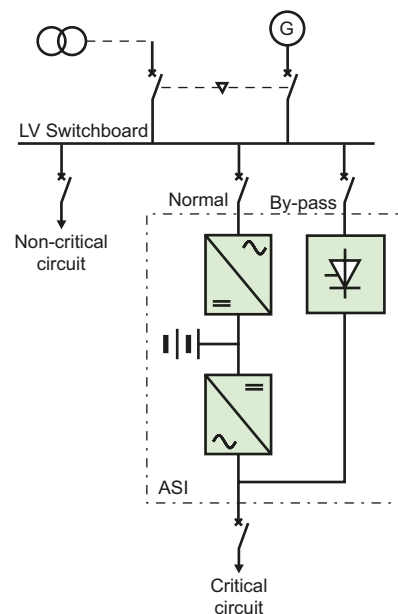 G
LV Switchboard
Normal
By-pass
Non-critical
circuit
ASI
Critical
circuit